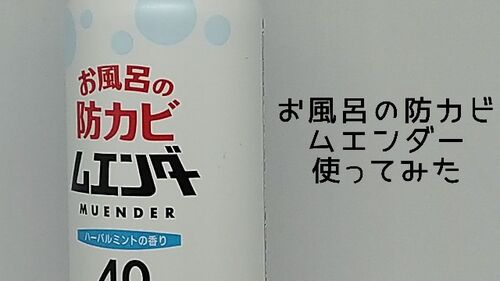 お風呂の
防カビ
ムエンダー
MUENDER
ハーバルミントの香り
40
お風呂の防カビ
ムエンダー
使ってみた